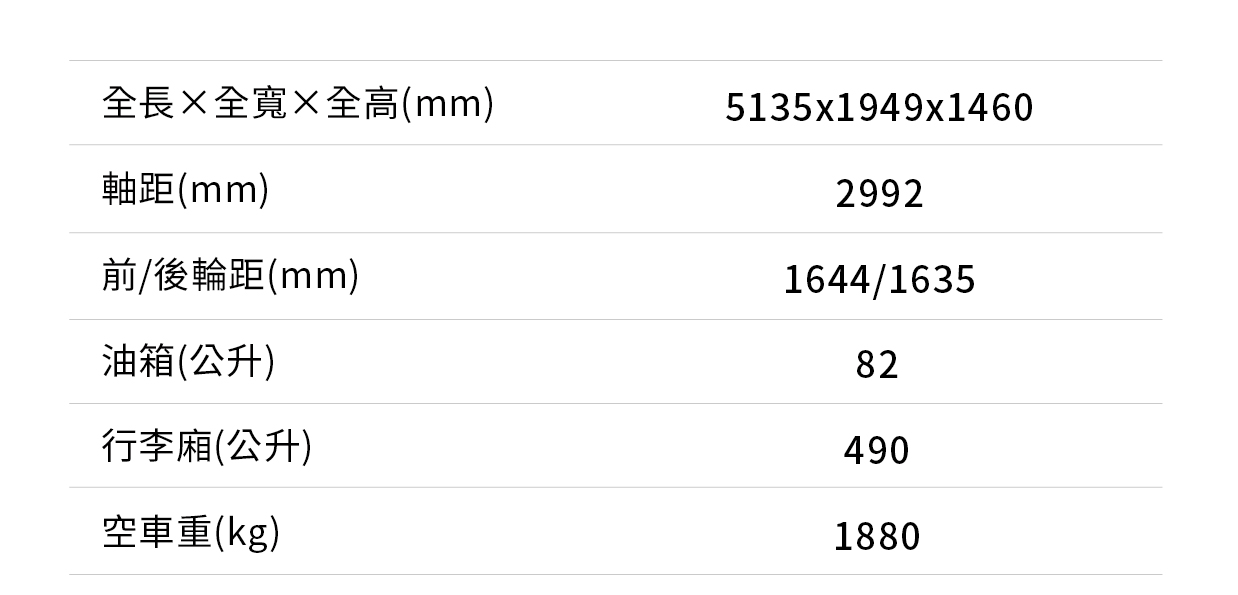 全長×全寬×全高(mm) 5135x1949x1460
軸距(mm) 2992
前/後輪距(mm) 1644/1635
油箱(公升) 82
行李廂(公升) 490
空車重(kg) 1880